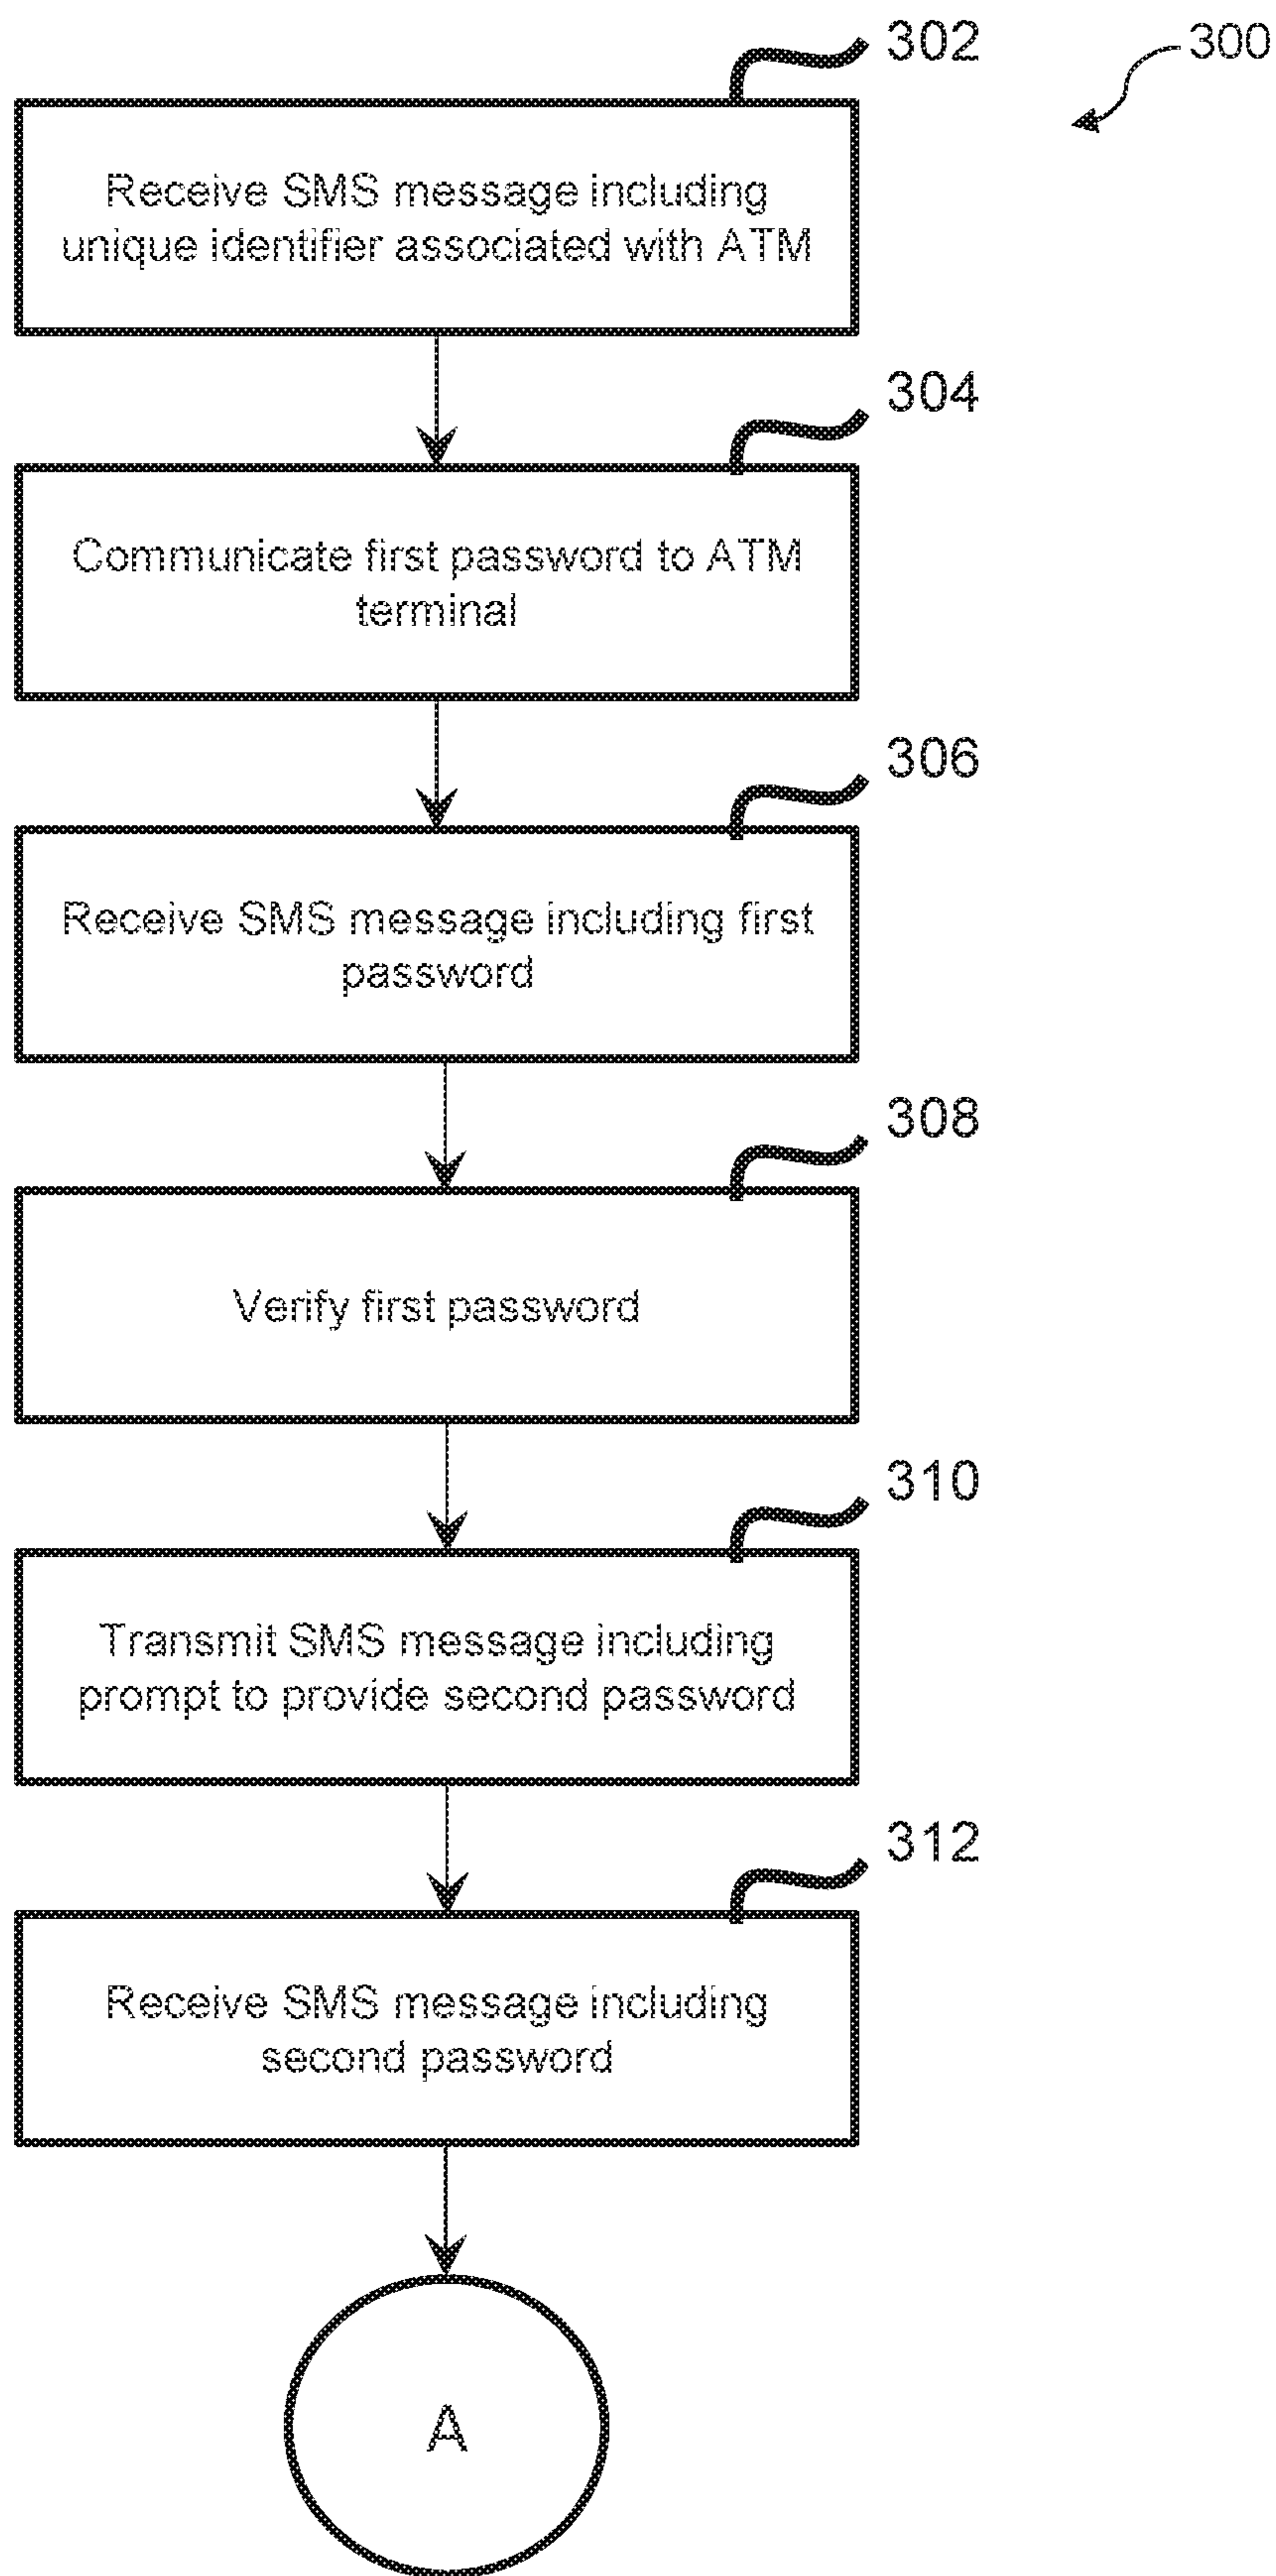 302
300
Receive SMS message including
unique identifier associated with ATM
304
Communicate first password to ATM
terminal
306
Receive SMS message including first
password
308
Verify first password
310
Transmit SMS message including
prompt to provide second password
312
Receive SMS message including
second password
A